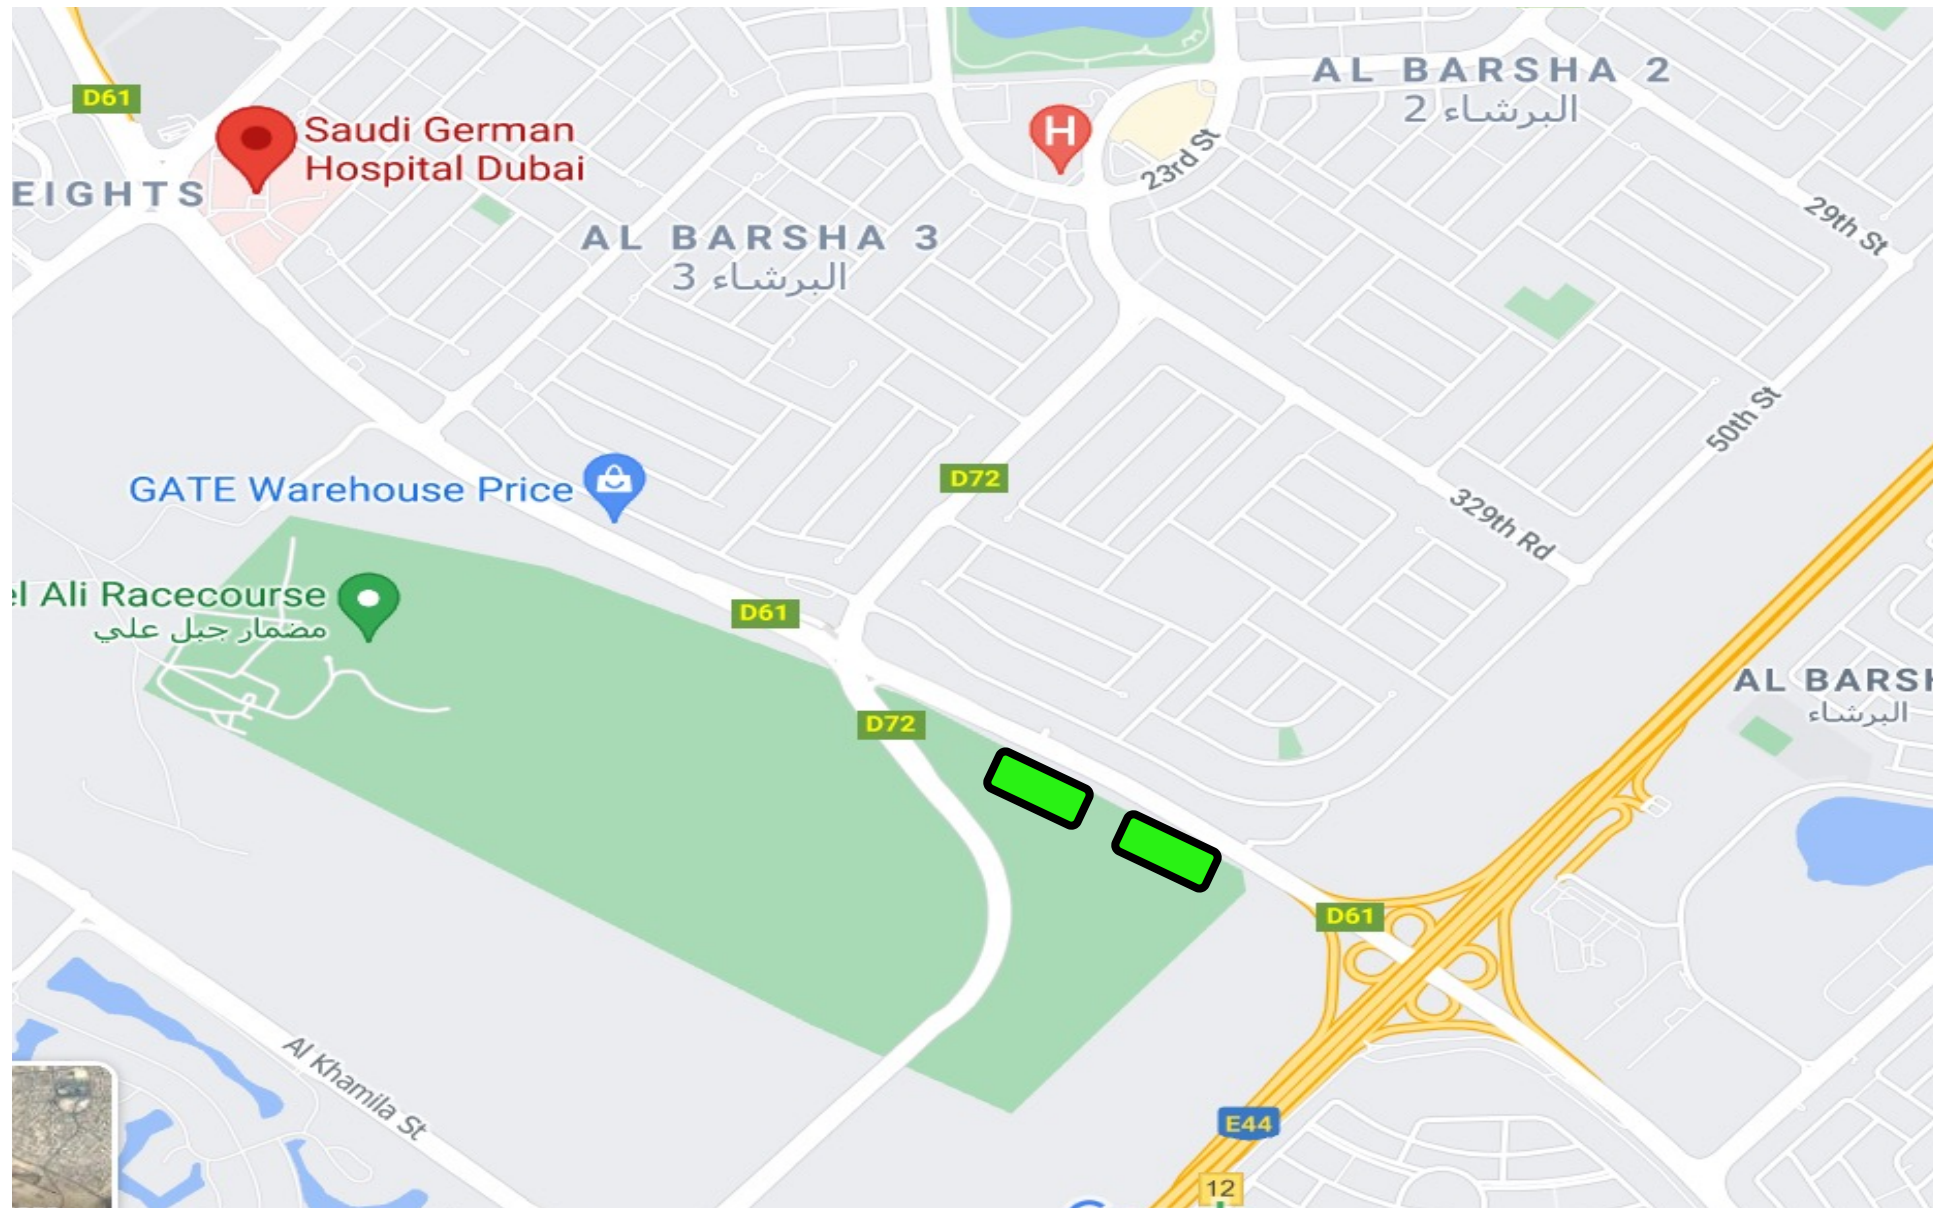 D61
Saudi German
Hospital Dubai
EIGHTS
H
23rd St
AL BARSHA 2
البرشاء 2
29th St
AL BARSHA 3
البرشاء 3
50th St
GATE Warehouse Price
D72
329th Rd
el Ali Racecourse
مضمار جبل علي
D61
D72
AL BARSH
البرشاء
D61
Al Khamila St
E44
12